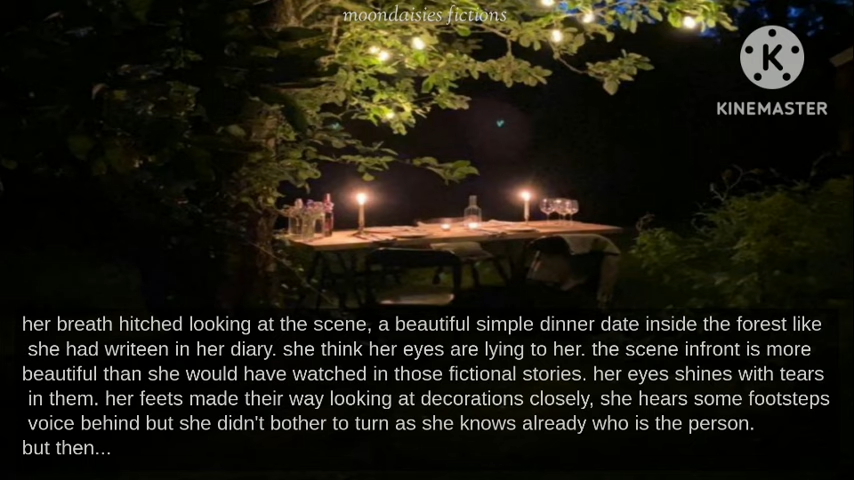 moondaisies fictions
KINEMASTER
her breath hitched looking at the scene, a beautiful simple dinner date inside the forest like
she had writeen in her diary. she think her eyes are lying to her. the scene infront is more
beautiful than she would have watched in those fictional stories. her eyes shines with tears
in them. her feets made their way looking at decorations closely, she hears some footsteps
voice behind but she didn't bother to turn as she knows already who is the person.
but then...